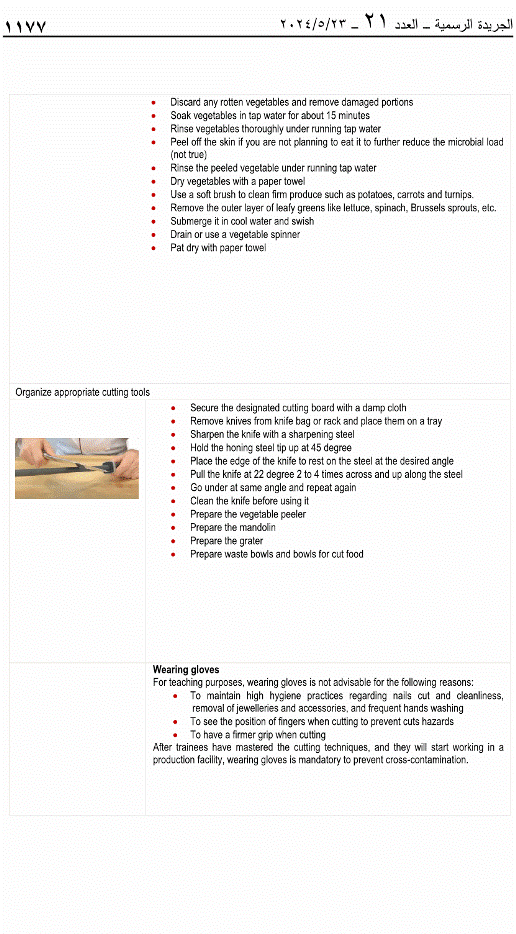 الجريدة الرسمية ــ العدد ٢١ ــ ٢٠٢٤/٥/٢٣
١١٧٧
• Discard any rotten vegetables and remove damaged portions
• Soak vegetables in tap water for about 15 minutes
• Rinse vegetables thoroughly under running tap water
• Peel off the skin if you are not planning to eat it to further reduce the microbial load
(not true)
• Rinse the peeled vegetable under running tap water
• Dry vegetables with a paper towel
• Use a soft brush to clean firm produce such as potatoes, carrots and turnips.
• Remove the outer layer of leafy greens like lettuce, spinach, Brussels sprouts, etc.
• Submerge it in cool water and swish
• Drain or use a vegetable spinner
• Pat dry with paper towel
Organize appropriate cutting tools
• Secure the designated cutting board with a damp cloth
• Remove knives from knife bag or rack and place them on a tray
• Sharpen the knife with a sharpening steel
• Hold the honing steel tip up at 45 degree
• Place the edge of the knife to rest on the steel at the desired angle
• Pull the knife at 22 degree 2 to 4 times across and up along the steel
• Go under at same angle and repeat again
• Clean the knife before using it
• Prepare the vegetable peeler
• Prepare the mandolin
• Prepare the grater
• Prepare waste bowls and bowls for cut food
Wearing gloves
For teaching purposes, wearing gloves is not advisable for the following reasons:
• To maintain high hygiene practices regarding nails cut and cleanliness,
removal of jewelleries and accessories, and frequent hands washing
• To see the position of fingers when cutting to prevent cuts hazards
• To have a firmer grip when cutting
After trainees have mastered the cutting techniques, and they will start working in a
production facility, wearing gloves is mandatory to prevent cross-contamination.